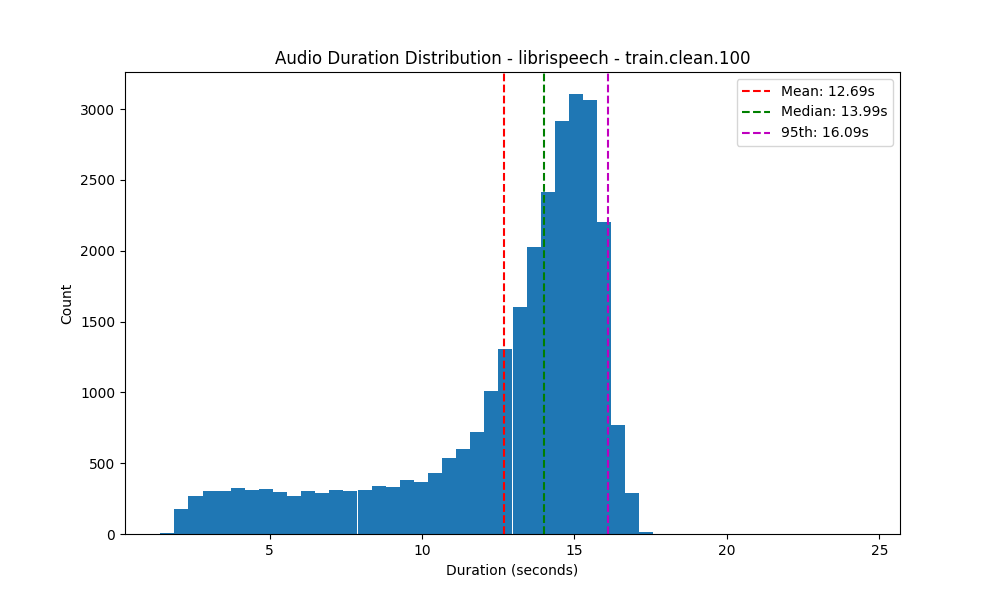 Audio Duration Distribution - librispeech - train.clean.100
Mean: 12.69s
Median: 13.99s
95th: 16.09s
3000
2500
2000
1500
1000
500
0
Count
5 10 15 20 25
Duration (seconds)